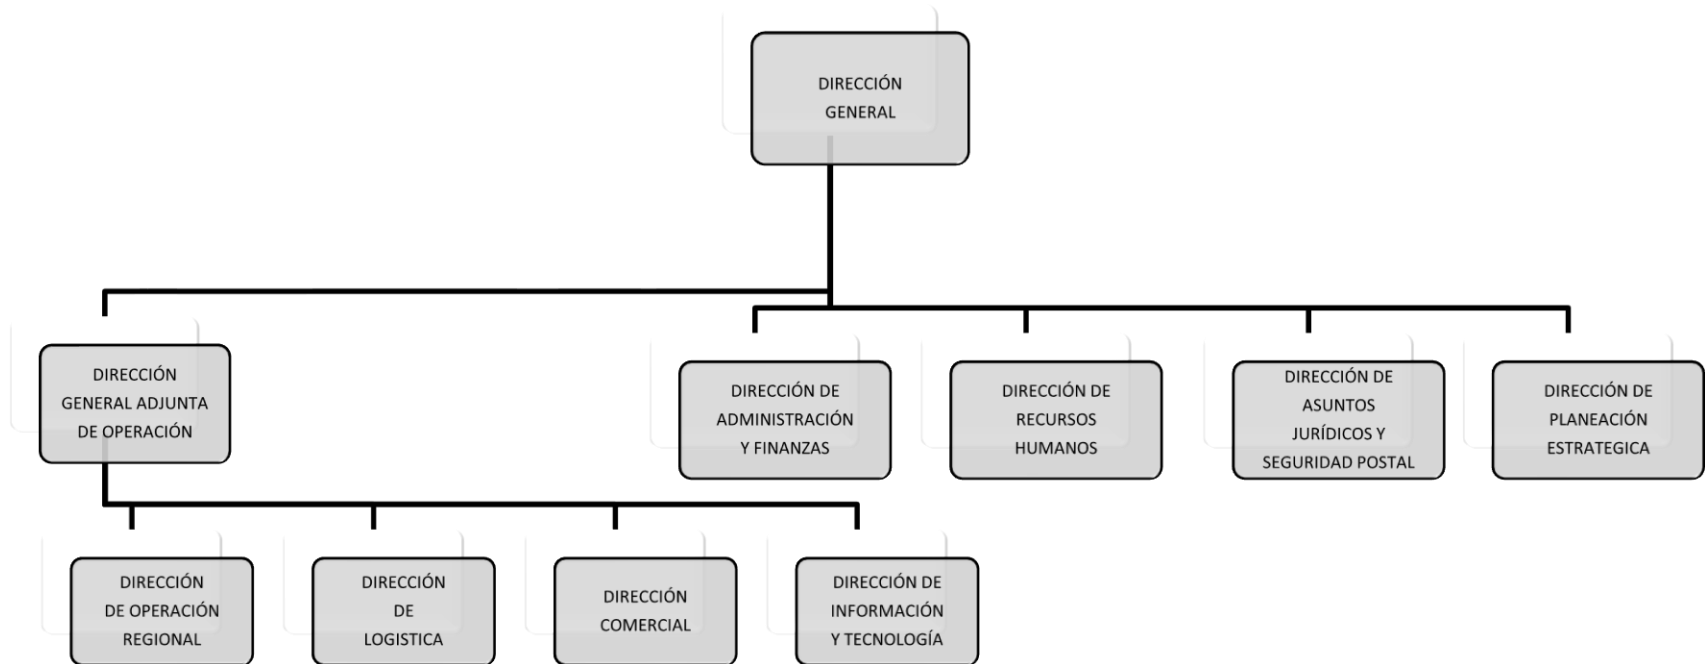 DIRECCIÓN
GENERAL
DIRECCIÓN
GENERAL ADJUNTA
DE OPERACIÓN
DIRECCIÓN DE
ADMINISTRACIÓN
Y FINANZAS
DIRECCIÓN DE
RECURSOS
HUMANOS
DIRECCIÓN DE
ASUNTOS
JURÍDICOS Y
SEGURIDAD POSTAL
DIRECCIÓN DE
PLANEACIÓN
ESTRATEGICA
DIRECCIÓN
DE OPERACIÓN
REGIONAL
DIRECCIÓN
DE
LOGISTICA
DIRECCIÓN
COMERCIAL
DIRECCIÓN DE
INFORMACIÓN
Y TECNOLOGÍA